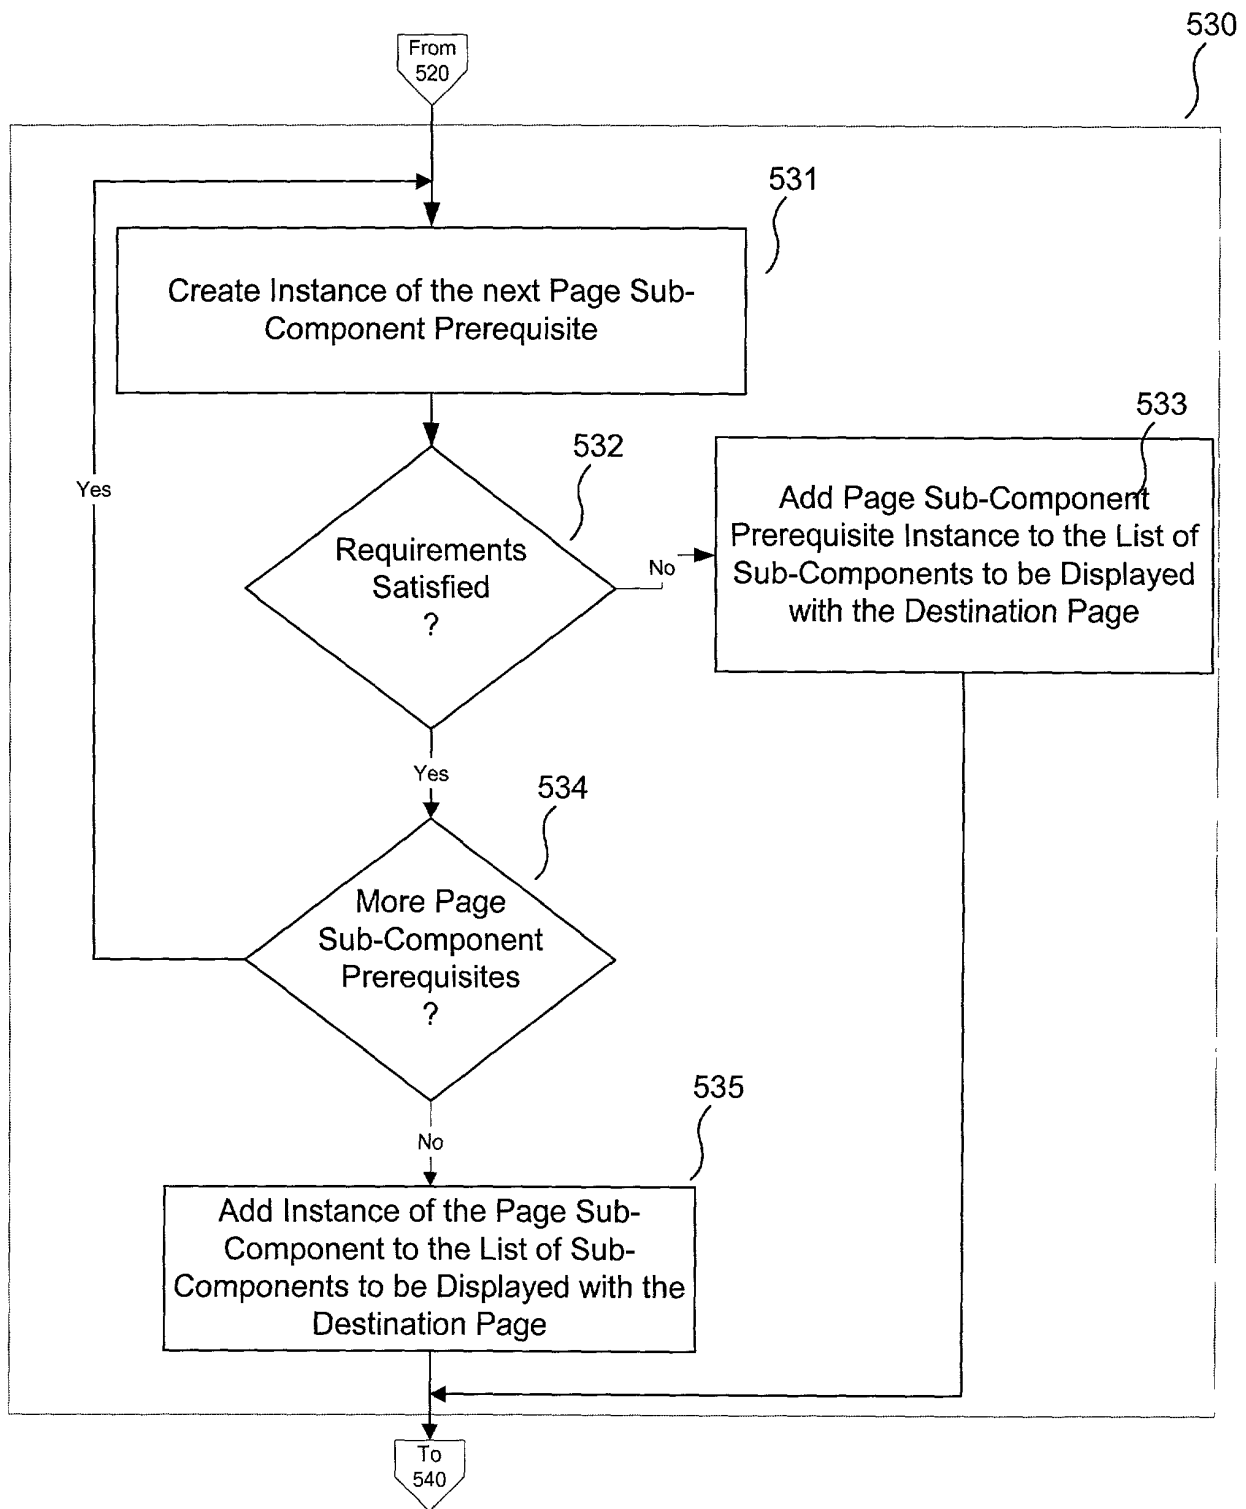 530
From
520
531
Create Instance of the next Page Sub-
Component Prerequisite
532
533
Requirements
Satisfied
?
No
Add Page Sub-Component
Prerequisite Instance to the List of
Sub-Components to be Displayed
with the Destination Page
Yes
Yes
534
More Page
Sub-Component
Prerequisites
?
No
535
Add Instance of the Page Sub-
Component to the List of Sub-
Components to be Displayed with the
Destination Page
To
540